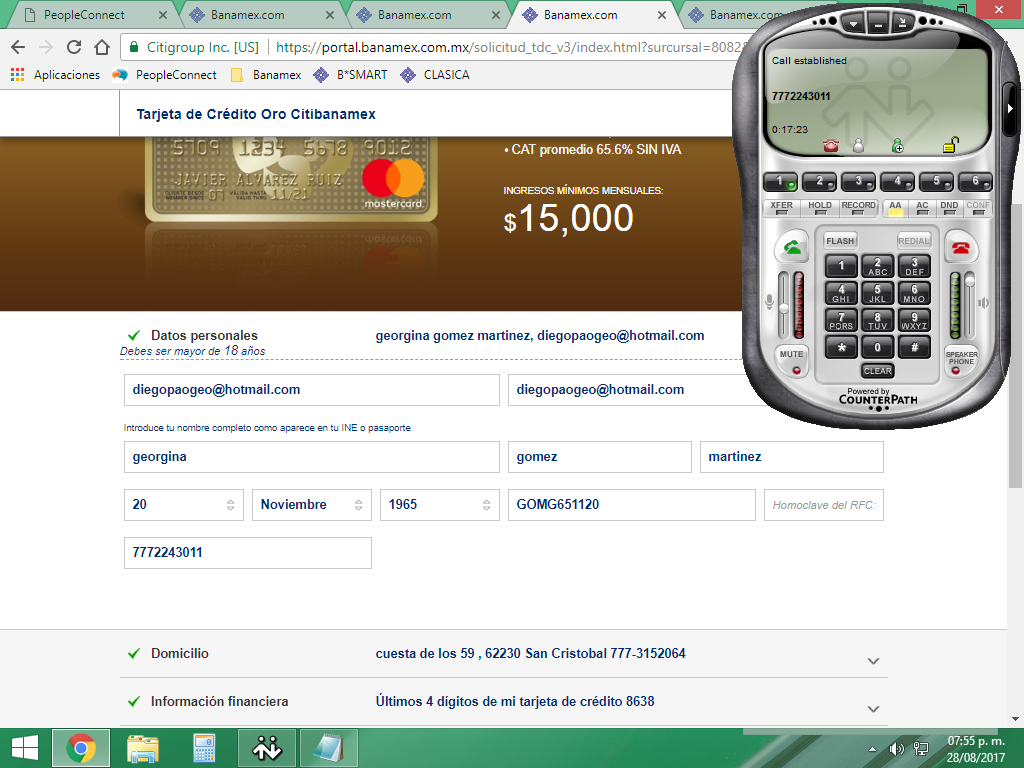 PeopleConnect
Banamex.com
Banamex.com
Banamex.com
Banamex.com
Citigroup Inc. [US]
https://portal.banamex.com.mx/solicitud_tdc_v3/index.html?surcursal=8082
Aplicaciones
PeopleConnect
Banamex
B*SMART
CLASICA
Tarjeta de Crédito Oro Citibanamex
5709 1234 5678 9012
11/21
JAVIER ALVAREZ RUIZ
mastercard
• CAT promedio 65.6% SIN IVA
INGRESOS MÍNIMOS MENSUALES:
$15,000
Datos personales
georgina gomez martinez, diegopaogeo@hotmail.com
Debes ser mayor de 18 años
diegopaogeo@hotmail.com
diegopaogeo@hotmail.com
Introduce tu nombre completo como aparece en tu INE o pasaporte
georgina
gomez
martinez
20
Noviembre
1965
GOMG651120
Homoclave del RFC:
7772243011
Domicilio
cuesta de los 59 , 62230 San Cristobal 777-3152064
Información financiera
Últimos 4 dígitos de mi tarjeta de crédito 8638
Call established
7772243011
0:17:23
1
2
3
4
5
6
XFER
HOLD
RECORD
AA
AC
DND
CONF
FLASH
REDIAL
1
2 ABC
3 DEF
4 GHI
5 JKL
6 MNO
7 PQRS
8 TUV
9 WXYZ
*
0
#
MUTE
CLEAR
SPEAKER PHONE
Powered by
COUNTERPATH
07:55 p. m.
28/08/2017